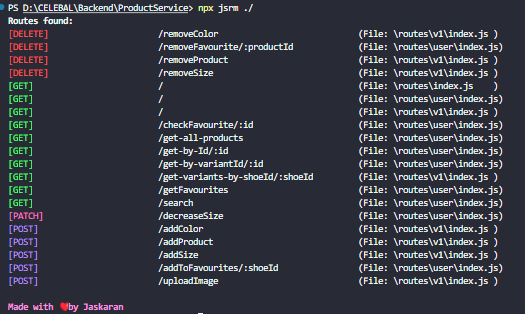 PS D:\CELEBAL\Backend\ProductService> npx jsrm ./
Routes found:
[DELETE] /removeColor (File: \routes\v1\index.js )
[DELETE] /removeFavourite/:productId (File: \routes\user\index.js)
[DELETE] /removeProduct (File: \routes\v1\index.js )
[DELETE] /removeSize (File: \routes\v1\index.js )
[GET] / (File: \routes\index.js )
[GET] / (File: \routes\user\index.js)
[GET] / (File: \routes\v1\index.js )
[GET] /checkFavourite/:id (File: \routes\user\index.js)
[GET] /get-all-products (File: \routes\user\index.js)
[GET] /get-by-Id/:id (File: \routes\user\index.js)
[GET] /get-by-variantId/:id (File: \routes\user\index.js)
[GET] /get-variants-by-shoeId/:shoeId (File: \routes\v1\index.js )
[GET] /getFavourites (File: \routes\user\index.js)
[GET] /search (File: \routes\user\index.js)
[PATCH] /decreaseSize (File: \routes\user\index.js)
[POST] /addColor (File: \routes\v1\index.js )
[POST] /addProduct (File: \routes\v1\index.js )
[POST] /addSize (File: \routes\v1\index.js )
[POST] /addToFavourites/:shoeId (File: \routes\user\index.js)
[POST] /uploadImage (File: \routes\v1\index.js )
Made with ❤️by Jaskaran